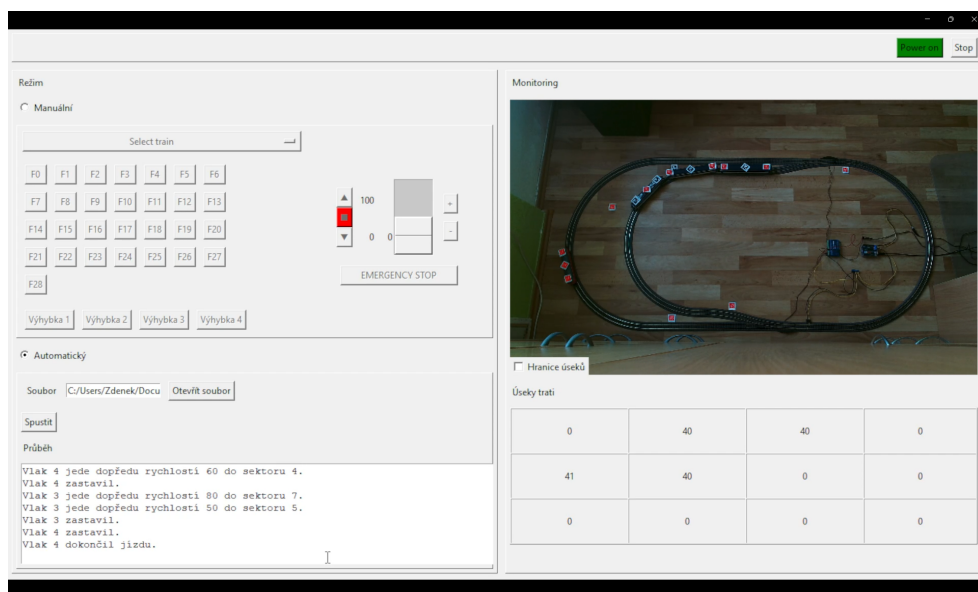 Power on Stop
Režim
Manuální
Select train
F0 F1 F2 F3 F4 F5 F6
F7 F8 F9 F10 F11 F12 F13
F14 F15 F16 F17 F18 F19 F20
F21 F22 F23 F24 F25 F26 F27
F28
100
0 0
+
-
EMERGENCY STOP
Výhybka 1 Výhybka 2 Výhybka 3 Výhybka 4
Automatický
Soubor C:/Users/Zdenek/Docu Otevřít soubor
Spustit
Průběh
Vlak 4 jede dopředu rychlostí 60 do sektoru 4.
Vlak 4 zastavil.
Vlak 3 jede dopředu rychlostí 80 do sektoru 7.
Vlak 3 jede dopředu rychlostí 50 do sektoru 5.
Vlak 3 zastavil.
Vlak 4 zastavil.
Vlak 4 dokončil jízdu.
Monitoring
Hranice úseků
Úseky trati
0 40 40 0
41 40 0 0
0 0 0 0